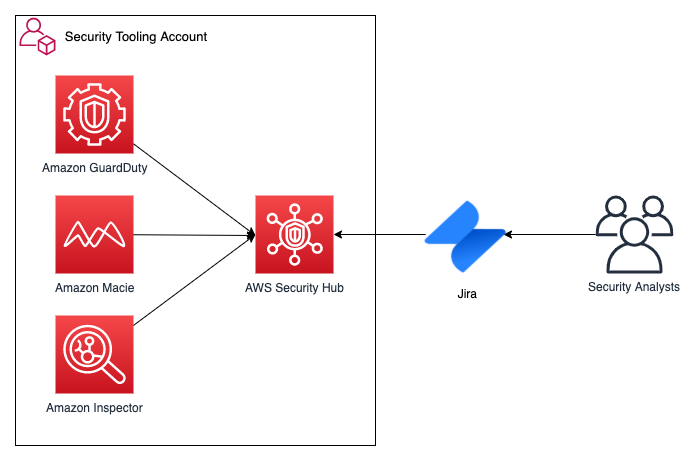 Security Tooling Account
Amazon GuardDuty
Amazon Macie
AWS Security Hub
Jira
Security Analysts
Amazon Inspector